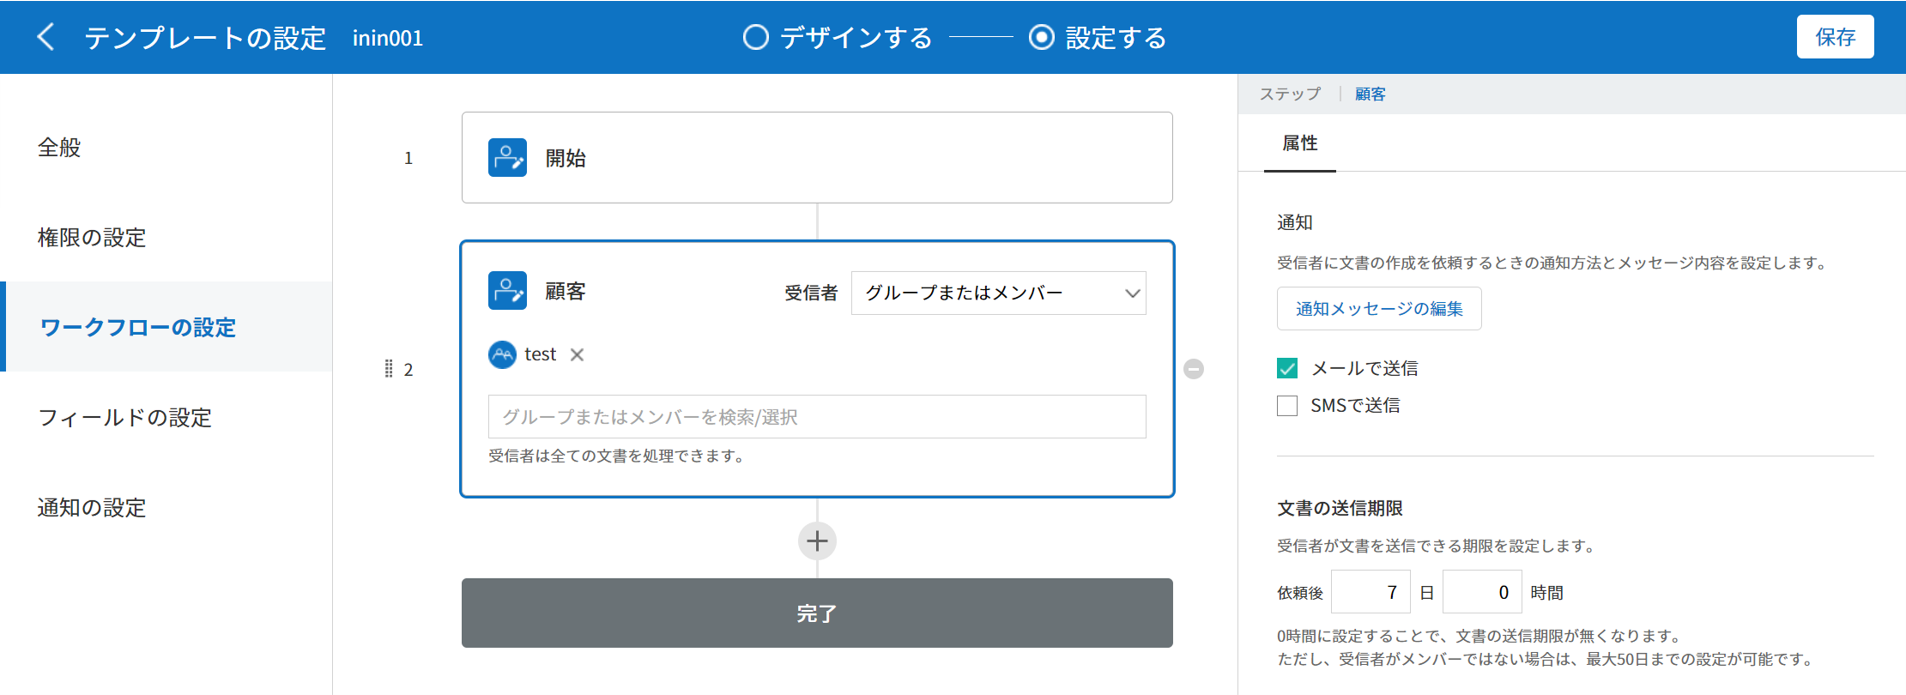 テンプレートの設定 inin001
デザインする
設定する
保存
全般
権限の設定
ワークフローの設定
フィールドの設定
通知の設定
1
開始
2
顧客
受信者 グループまたはメンバー
test
グループまたはメンバーを検索/選択
受信者は全ての文書を処理できます。
完了
ステップ | 顧客
属性
通知
受信者に文書の作成を依頼するときの通知方法とメッセージ内容を設定します。
通知メッセージの編集
メールで送信
SMSで送信
文書の送信期限
受信者が文書を送信できる期限を設定します。
依頼後 7 日 0 時間
0時間に設定することで、文書の送信期限が無くなります。
ただし、受信者がメンバーではない場合は、最大50日までの設定が可能です。